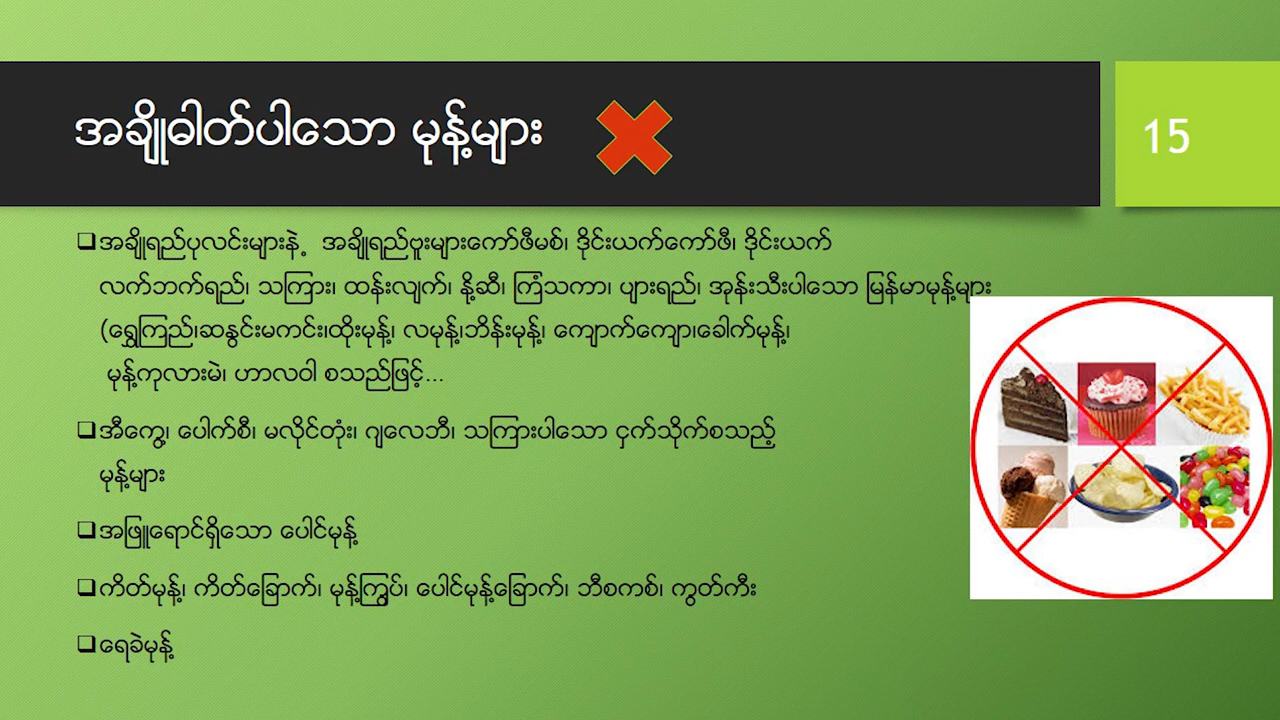 အချိုဓါတ်ပါသော မုန့်များ
15
❑အချိုရည်ပုလင်းများနဲ့ အချိုရည်ဗူးများကော်ဖီမစ်၊ ဒိုင်းယက်ကော်ဖီ၊ ဒိုင်းယက်
လက်ဘက်ရည်၊ သကြား၊ ထန်းလျက်၊ နို့ဆီ၊ ကြံသကာ၊ ပျားရည်၊ အုန်းသီးပါသော မြန်မာမုန့်များ
(ရွှေကြည်၊ဆနွင်းမကင်း၊ထိုးမုန့်၊ လမုန့်၊ဘိန်းမုန့်၊ ကျောက်ကျော၊ခေါက်မုန့်၊
မုန့်ကုလားမဲ၊ ဟာလဝါ စသည်ဖြင့်...
❑အီကွေ့၊ ပေါက်စီ၊ မလိုင်တုံး၊ ဂျလေဘီ၊ သကြားပါသော ငှက်သိုက်စသည့်
မုန့်များ
❑အဖြူရောင်ရှိသော ပေါင်မုန့်
❑ကိတ်မုန့်၊ ကိတ်ခြောက်၊ မုန့်ကြွပ်၊ ပေါင်မုန့်ခြောက်၊ ဘီစကစ်၊ ကွတ်ကီး
❑ရေခဲမုန့်